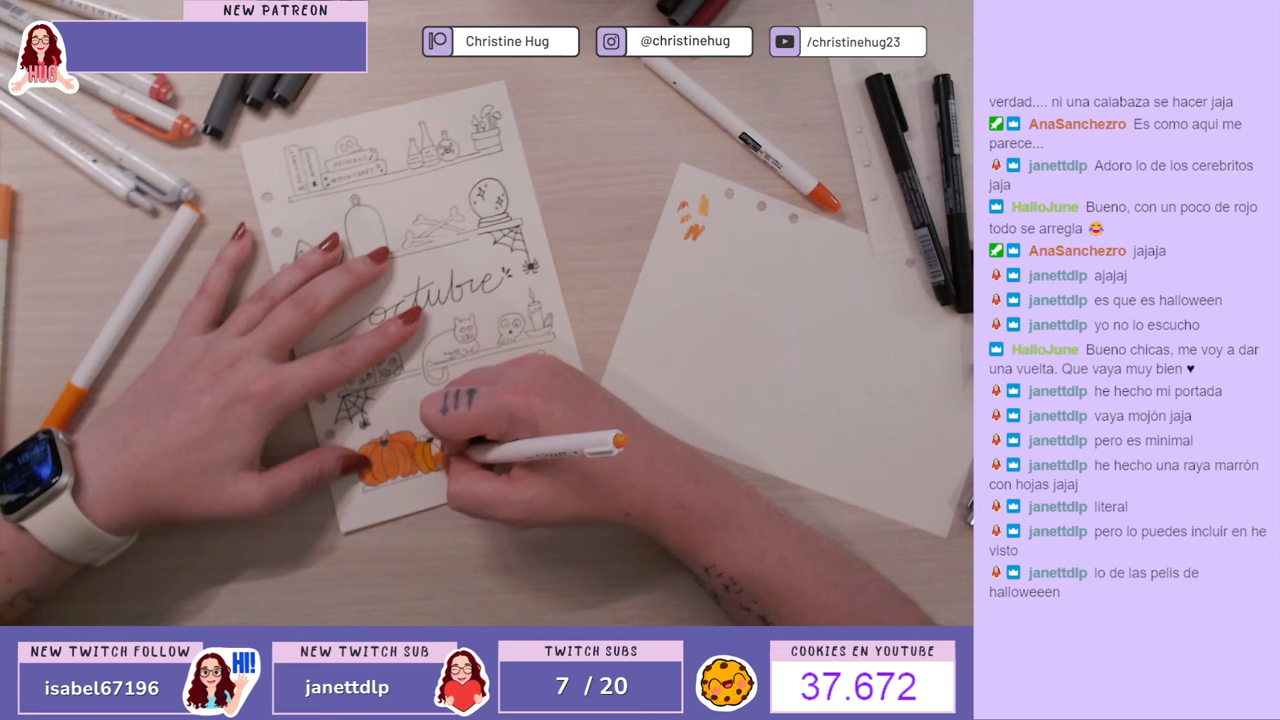 NEW PATREON
HUG
Christine Hug
@christinehug
/christinehug23
octubre
verdad.... ni una calabaza se hacer jaja
AnaSanchezro Es como aqui me
parece...
janettdlp Adoro lo de los cerebritos
jaja
HalloJune Bueno, con un poco de rojo
todo se arregla 😂
AnaSanchezro jajaja
janettdlp ajajaj
janettdlp es que es halloween
janettdlp yo no lo escucho
HalloJune Bueno chicas, me voy a dar
una vuelta. Que vaya muy bien ♥
janettdlp he hecho mi portada
janettdlp vaya mojón jaja
janettdlp pero es minimal
janettdlp he hecho una raya marrón
con hojas jajaj
janettdlp literal
janettdlp pero lo puedes incluir en he
visto
janettdlp lo de las pelis de
halloweeen
NEW TWITCH FOLLOW
isabel67196
HI!
NEW TWITCH SUB
janettdlp
TWITCH SUBS
7 / 20
COOKIES EN YOUTUBE
37.672